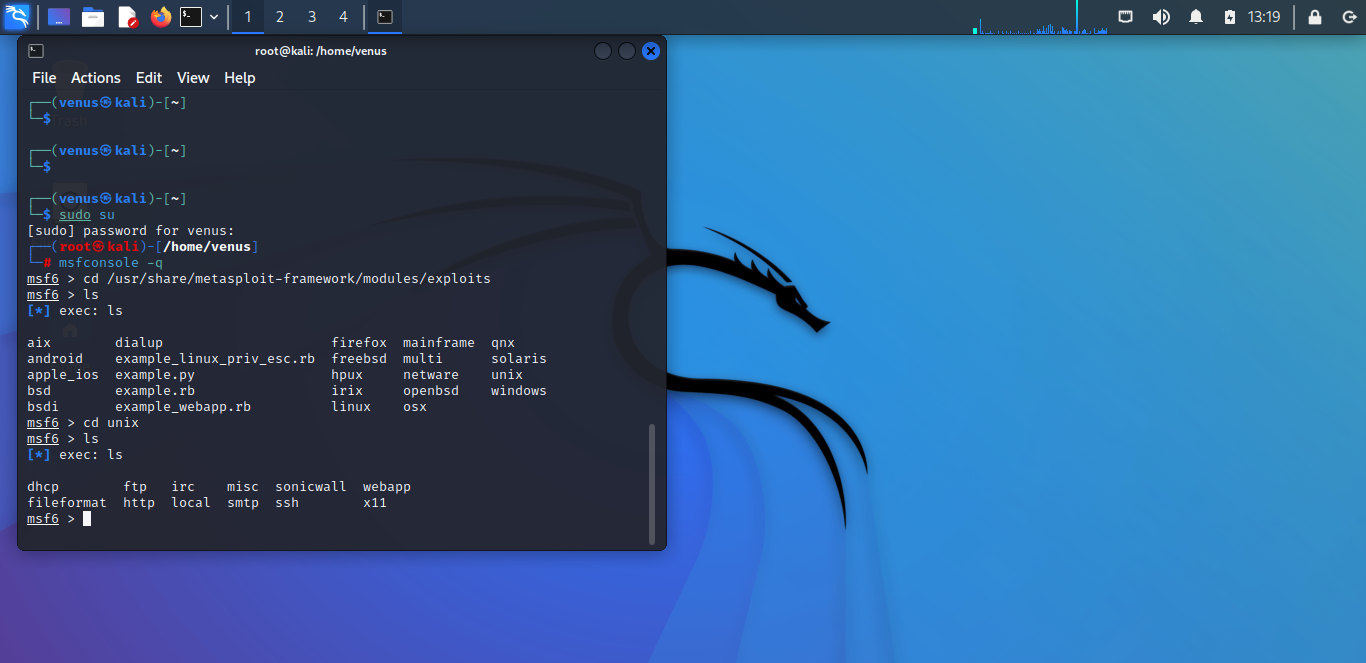 1 2 3 4 13:19
root@kali: /home/venus
File Actions Edit View Help
┌──(venus㉿kali)-[~]
└─$
┌──(venus㉿kali)-[~]
└─$
┌──(venus㉿kali)-[~]
└─$ sudo su
[sudo] password for venus:
┌──(root㉿kali)-[/home/venus]
└─# msfconsole -q
msf6 > cd /usr/share/metasploit-framework/modules/exploits
msf6 > ls
[*] exec: ls
aix dialup firefox mainframe qnx
android example_linux_priv_esc.rb freebsd multi solaris
apple_ios example.py hpux netware unix
bsd example.rb irix openbsd windows
bsdi example_webapp.rb linux osx
msf6 > cd unix
msf6 > ls
[*] exec: ls
dhcp ftp irc misc sonicwall webapp
fileformat http local smtp ssh x11
msf6 >